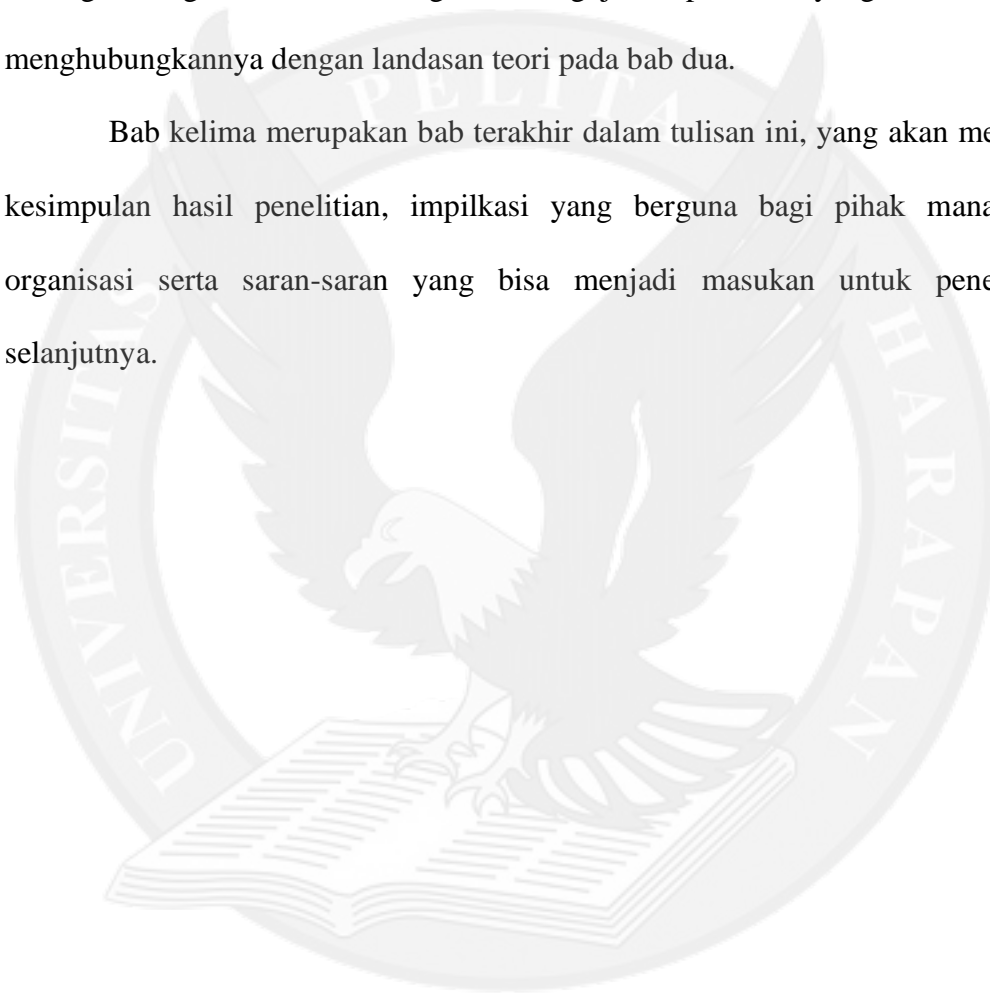 menghubungkannya dengan landasan teori pada bab dua.
Bab kelima merupakan bab terakhir dalam tulisan ini, yang akan me
kesimpulan hasil penelitian, impilkasi yang berguna bagi pihak mana
organisasi serta saran-saran yang bisa menjadi masukan untuk pene
selanjutnya.
UNIVERSITAS PELITA HARAPAN